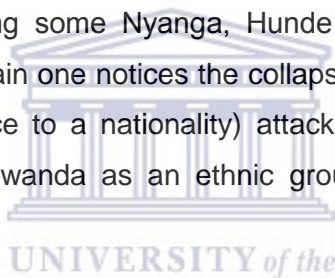 ng some Nyanga, Hunde
ain one notices the collaps
ce to a nationality) attack
wanda as an ethnic grou
UNIVERSITY of the